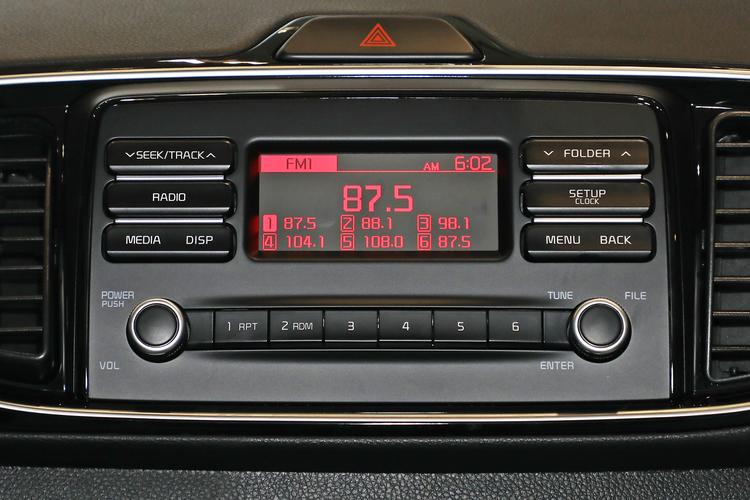 SEEK/TRACK
RADIO
MEDIA DISP
FM1 AM 6:02
87.5
1 87.5 2 88.1 3 98.1
4 104.1 5 108.0 6 87.5
FOLDER
SETUP
CLOCK
MENU BACK
POWER
PUSH
VOL
1 RPT 2 RDM 3 4 5 6
TUNE FILE
ENTER